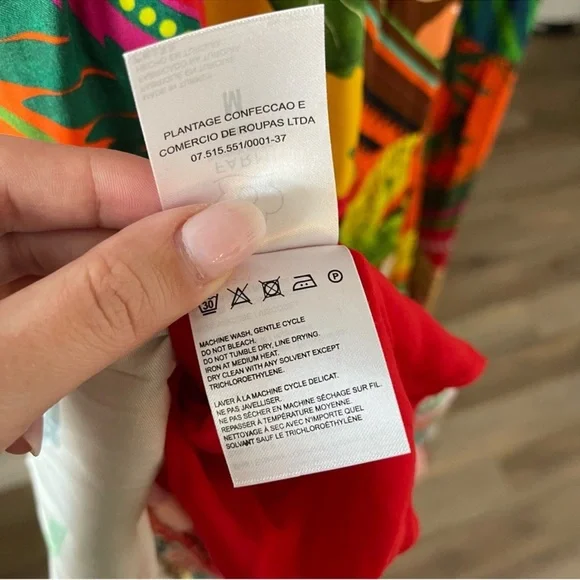 PLANTAGE CONFECCAO E
COMERCIO DE ROUPAS LTDA
07.515.551/0001-37
30
P
MACHINE WASH, GENTLE CYCLE
DO NOT BLEACH.
DO NOT TUMBLE DRY, LINE DRYING.
IRON AT MEDIUM HEAT.
DRY CLEAN WITH ANY SOLVENT EXCEPT
TRICHLOROETHYLENE.
LAVER À LA MACHINE CYCLE DELICAT.
NE PAS JAVELLISER.
NE PAS SÉCHER EN MACHINE SÉCHAGE SUR FIL.
REPASSER À TEMPÉRATURE MOYENNE.
NETTOYAGE À SEC AVEC N'IMPORTE QUEL
SOLVANT SAUF LE TRICHLOROÉTHYLÈNE